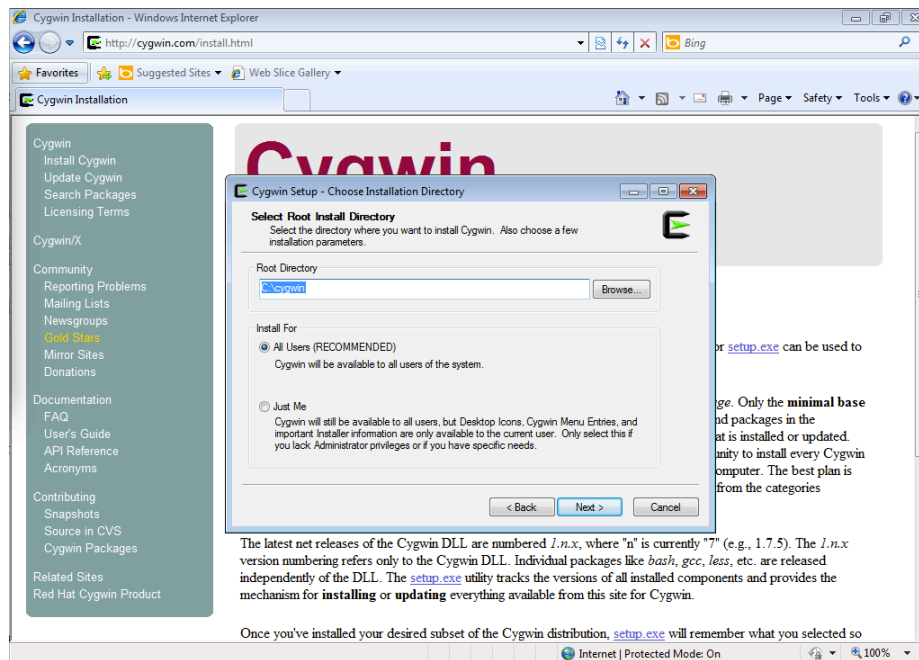 Cygwin Installation - Windows Internet Explorer
http://cygwin.com/install.html
Bing
Favorites
Suggested Sites
Web Slice Gallery
Cygwin Installation
Page
Safety
Tools
Cygwin
Install Cygwin
Update Cygwin
Search Packages
Licensing Terms
Cygwin/X
Community
Reporting Problems
Mailing Lists
Newsgroups
Gold Stars
Mirror Sites
Donations
Documentation
FAQ
User's Guide
API Reference
Acronyms
Contributing
Snapshots
Source in CVS
Cygwin Packages
Related Sites
Red Hat Cygwin Product
Cygwin
Cygwin Setup - Choose Installation Directory
Select Root Install Directory
Select the directory where you want to install Cygwin. Also choose a few
installation parameters.
Root Directory
C:\cygwin
Browse...
Install For
All Users (RECOMMENDED)
Cygwin will be available to all users of the system.
Just Me
Cygwin will still be available to all users, but Desktop Icons, Cygwin Menu Entries, and
important Installer information are only available to the current user. Only select this if
you lack Administrator privileges or if you have specific needs.
< Back
Next >
Cancel
or setup.exe can be used to
ge. Only the minimal base
nd packages in the
at is installed or updated.
unity to install every Cygwin
omputer. The best plan is
from the categories
The latest net releases of the Cygwin DLL are numbered 1.n.x, where "n" is currently "7" (e.g., 1.7.5). The 1.n.x
version numbering refers only to the Cygwin DLL. Individual packages like bash, gcc, less, etc. are released
independently of the DLL. The setup.exe utility tracks the versions of all installed components and provides the
mechanism for installing or updating everything available from this site for Cygwin.
Once you've installed your desired subset of the Cygwin distribution, setup.exe will remember what you selected so
Internet | Protected Mode: On
100%